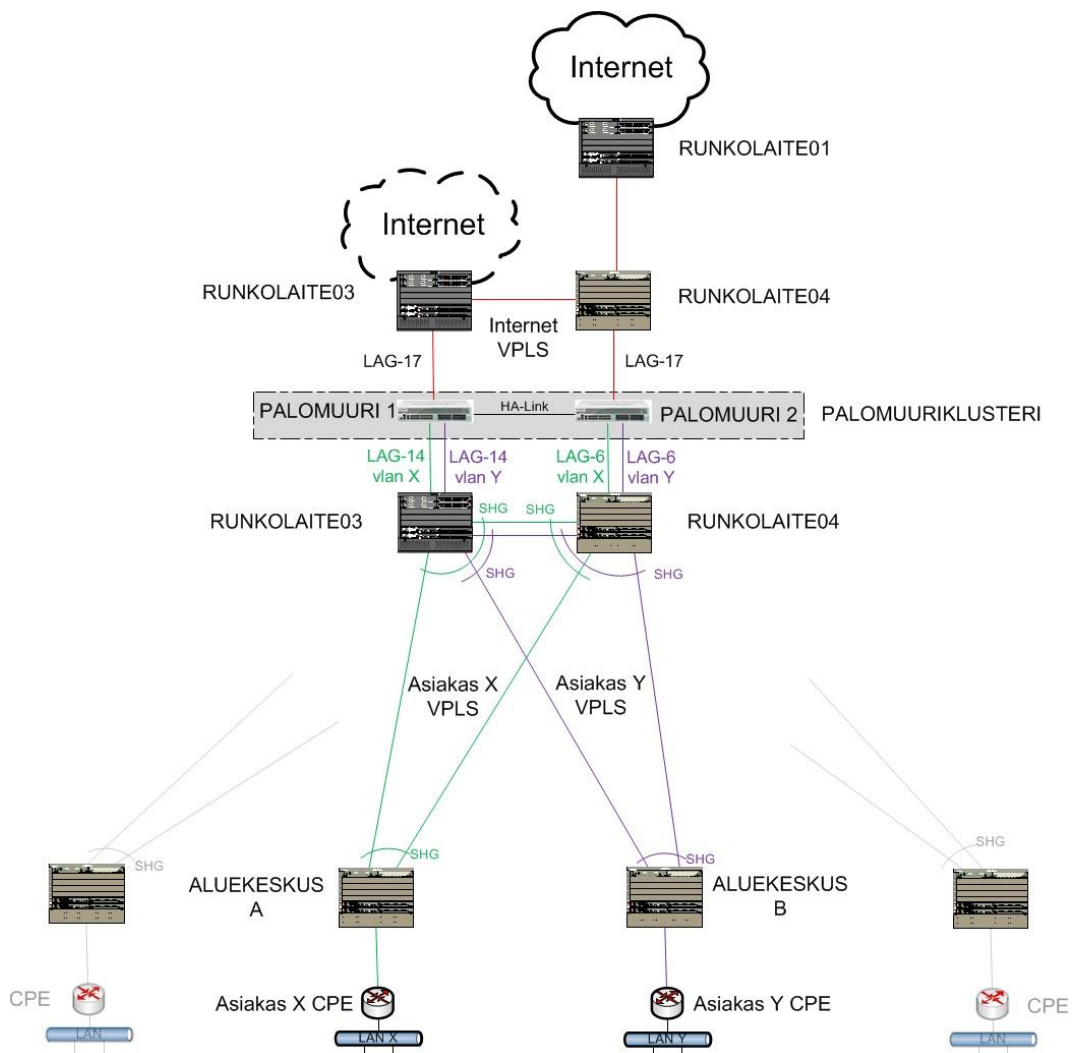 Internet
RUNKOLAITE01
Internet
RUNKOLAITE03
RUNKOLAITE04
Internet
VPLS
LAG-17
LAG-17
PALOMUURI 1
HA-Link
PALOMUURI 2
PALOMUURIKLUSTERI
LAG-14
vlan X
LAG-14
vlan Y
LAG-6
vlan X
LAG-6
vlan Y
RUNKOLAITE03
SHG
SHG
RUNKOLAITE04
SHG
SHG
Asiakas X
VPLS
Asiakas Y
VPLS
SHG
SHG
SHG
SHG
ALUEKESKUS
A
ALUEKESKUS
B
CPE
Asiakas X CPE
Asiakas Y CPE
CPE
LAN
LAN X
LAN Y
LAN